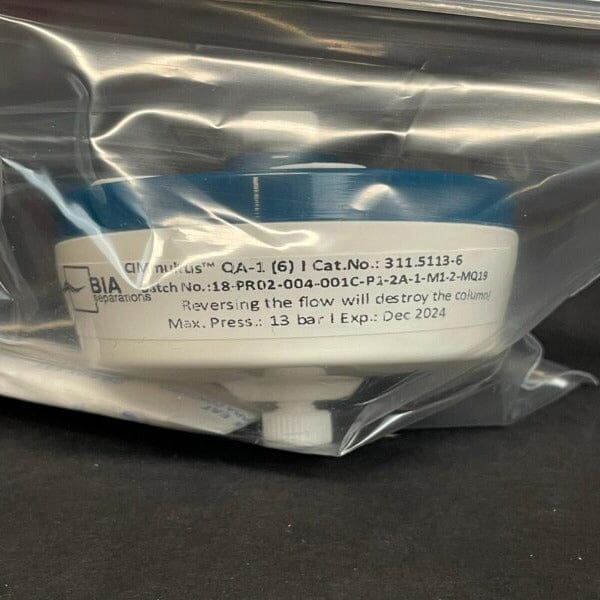 CIMmultus™ QA-1 (6) I Cat.No.: 311.5113-6
BIA
separations
Batch No.:18-PR02-004-001C-P1-2A-1-M1-2-MQ19
Reversing the flow will destroy the column!
Max. Press.: 13 bar I Exp.: Dec 2024